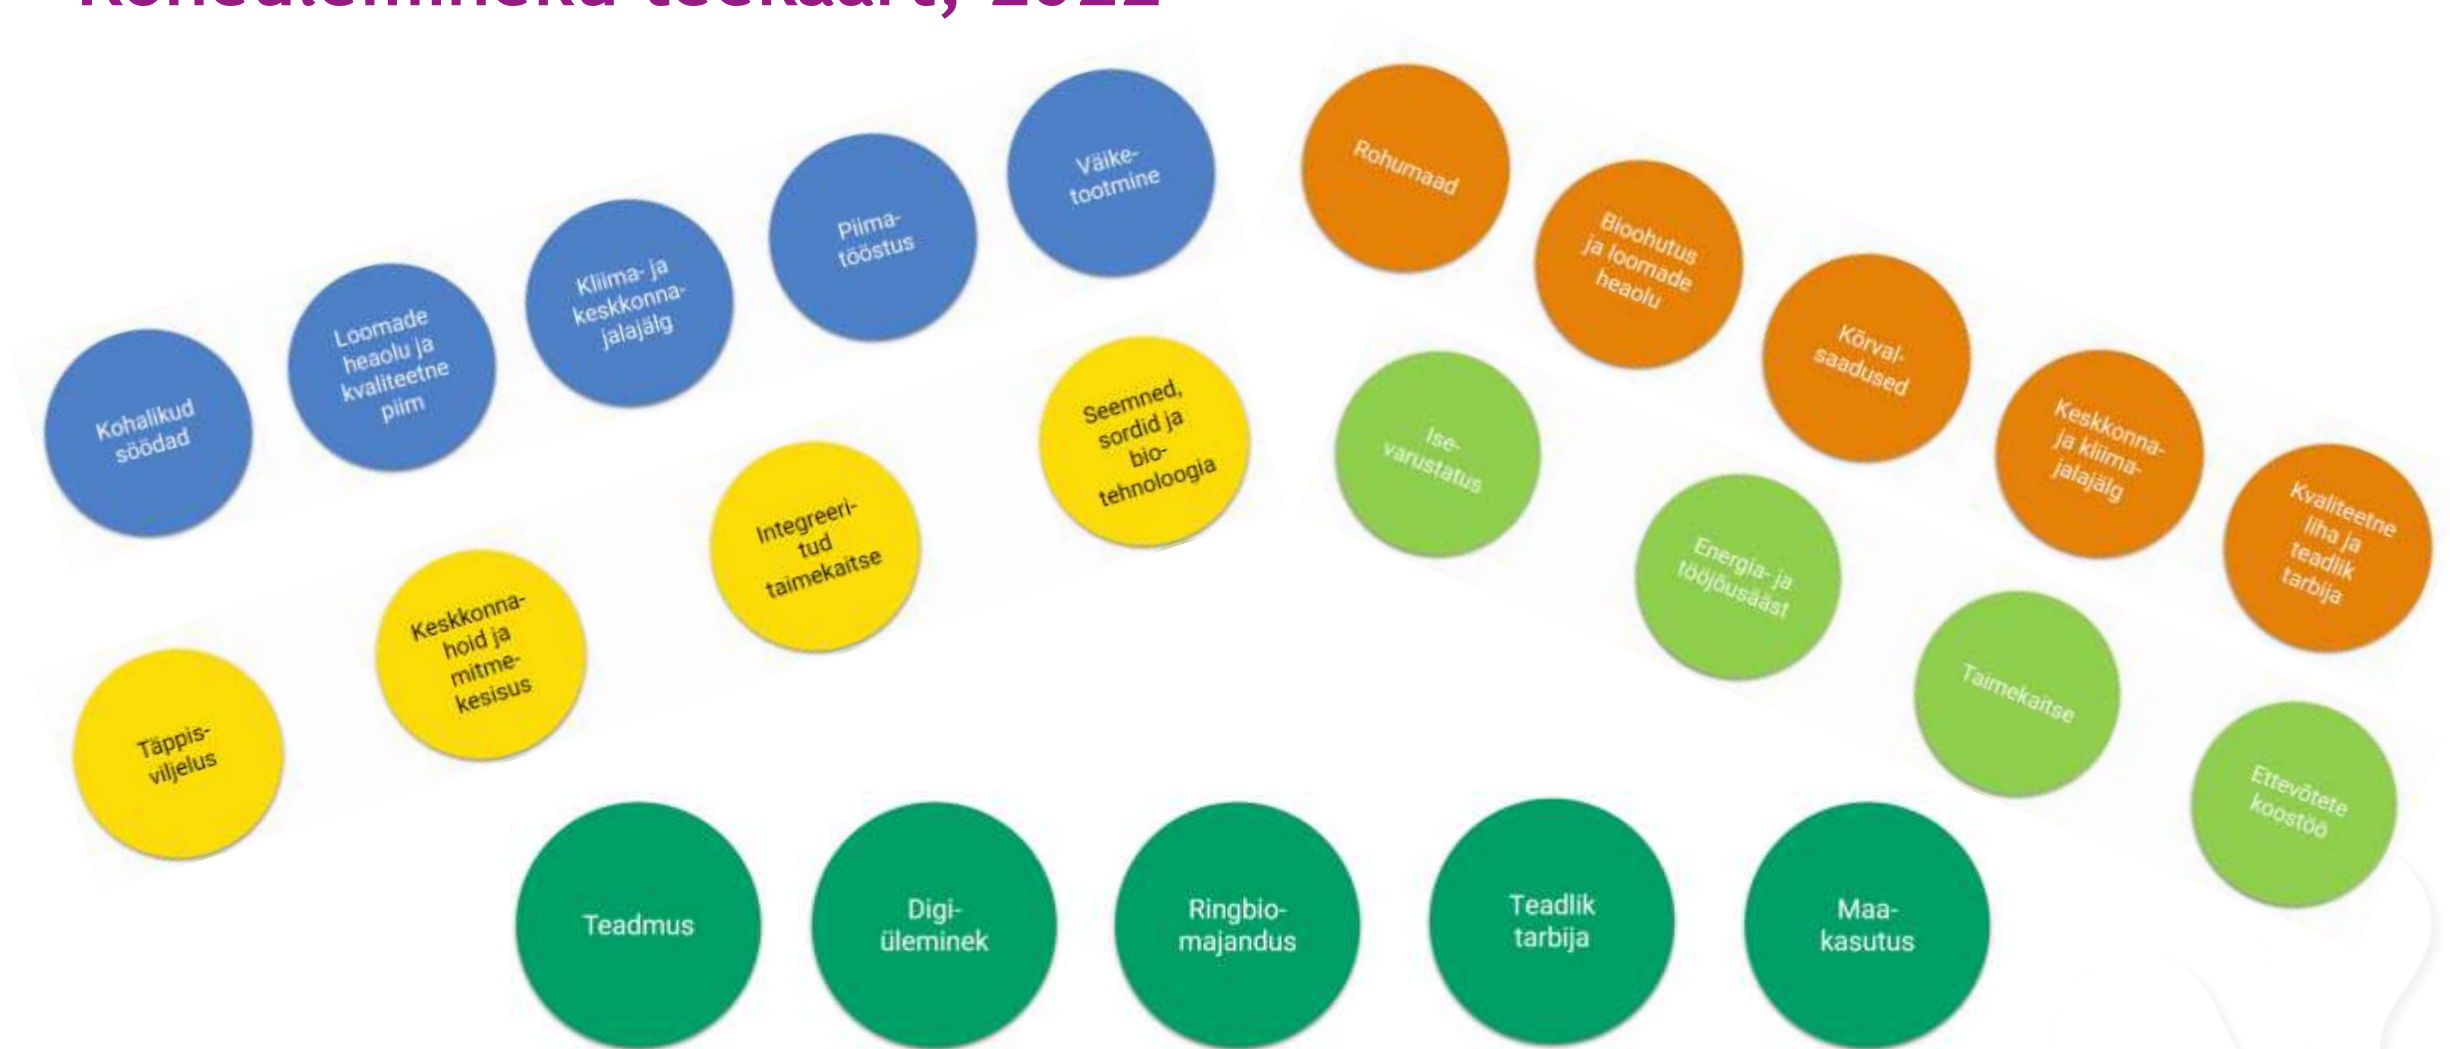 Roheülemineku teekaart, 2022
Kohalikud
söödad
Loomade
heaolu ja
kvaliteetne
piim
Kliima- ja
keskkonna-
jalajälg
Piima-
tööstus
Väike-
tootmine
Rohumaad
Bioohutus
ja loomade
heaolu
Kõrval-
saadused
Keskkonna-
ja kliima-
jalajälg
Kvaliteetne
liha ja
teadlik
tarbija
Täppis-
viljelus
Keskkonna-
hoid ja
mitme-
kesisus
Integreeri-
tud
taimekaitse
Seemned,
sordid ja
bio-
tehnoloogia
Ise-
varustatus
Energia- ja
tööjõusääst
Taimekaitse
Ettevõtete
koostöö
Teadmus
Digi-
üleminek
Ringbio-
majandus
Teadlik
tarbija
Maa-
kasutus